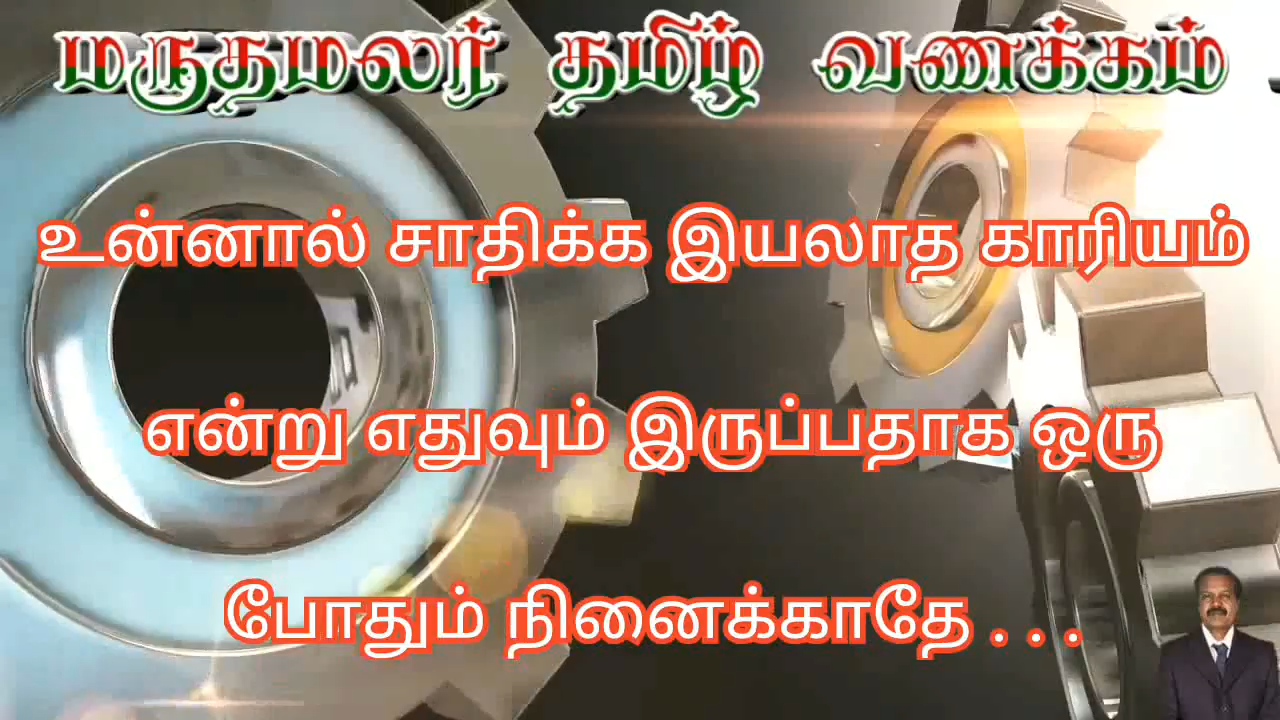 மருதமலர் தமிழ் வணக்கம்
உன்னால் சாதிக்க இயலாத காரியம்
என்று எதுவும் இருப்பதாக ஒரு
போதும் நினைக்காதே . . .